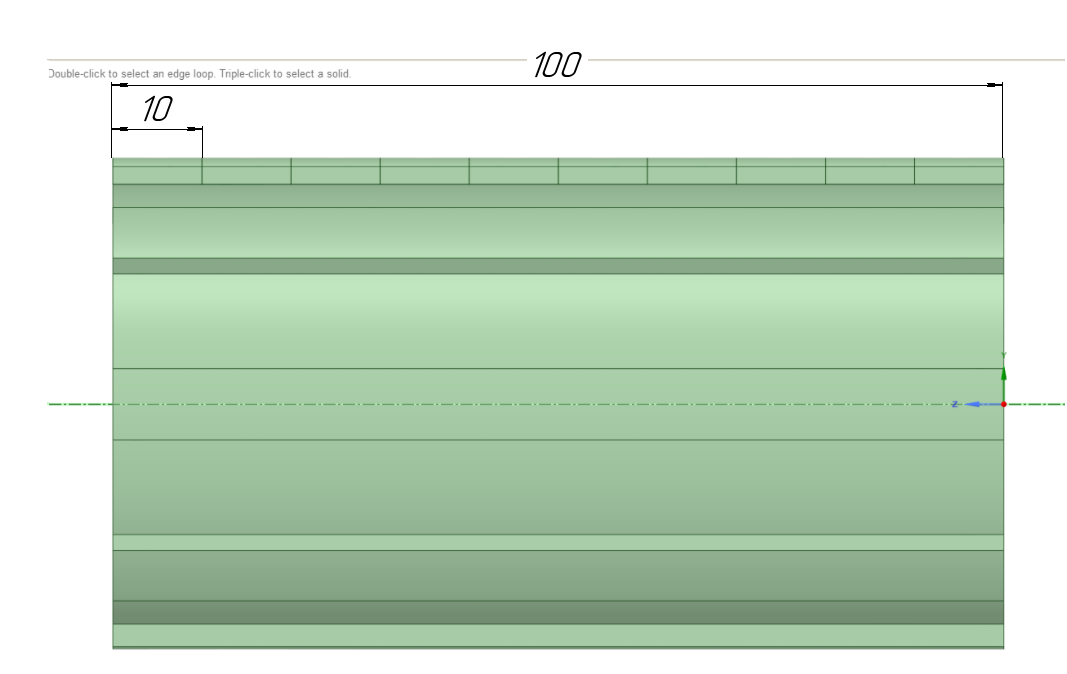 100
Double-click to select an edge loop. Triple-click to select a solid.
10
Y
Z